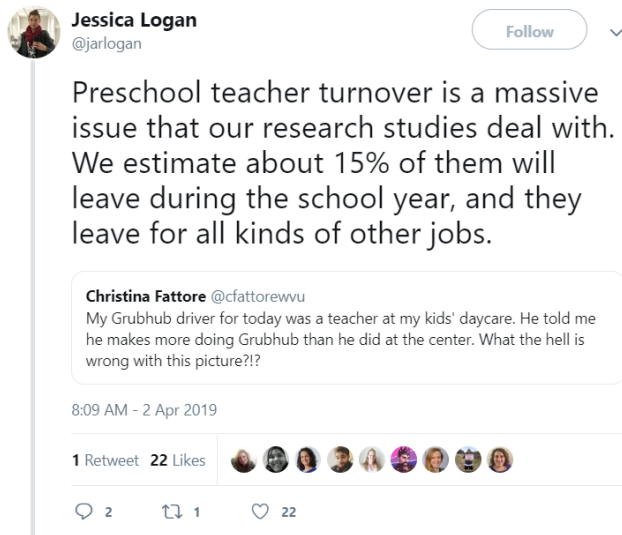 Jessica Logan
@jarlogan
Follow
Preschool teacher turnover is a massive
issue that our research studies deal with.
We estimate about 15% of them will
leave during the school year, and they
leave for all kinds of other jobs.
Christina Fattore @cfattorewvu
My Grubhub driver for today was a teacher at my kids' daycare. He told me
he makes more doing Grubhub than he did at the center. What the hell is
wrong with this picture?!?
8:09 AM - 2 Apr 2019
1 Retweet 22 Likes
2 1 22